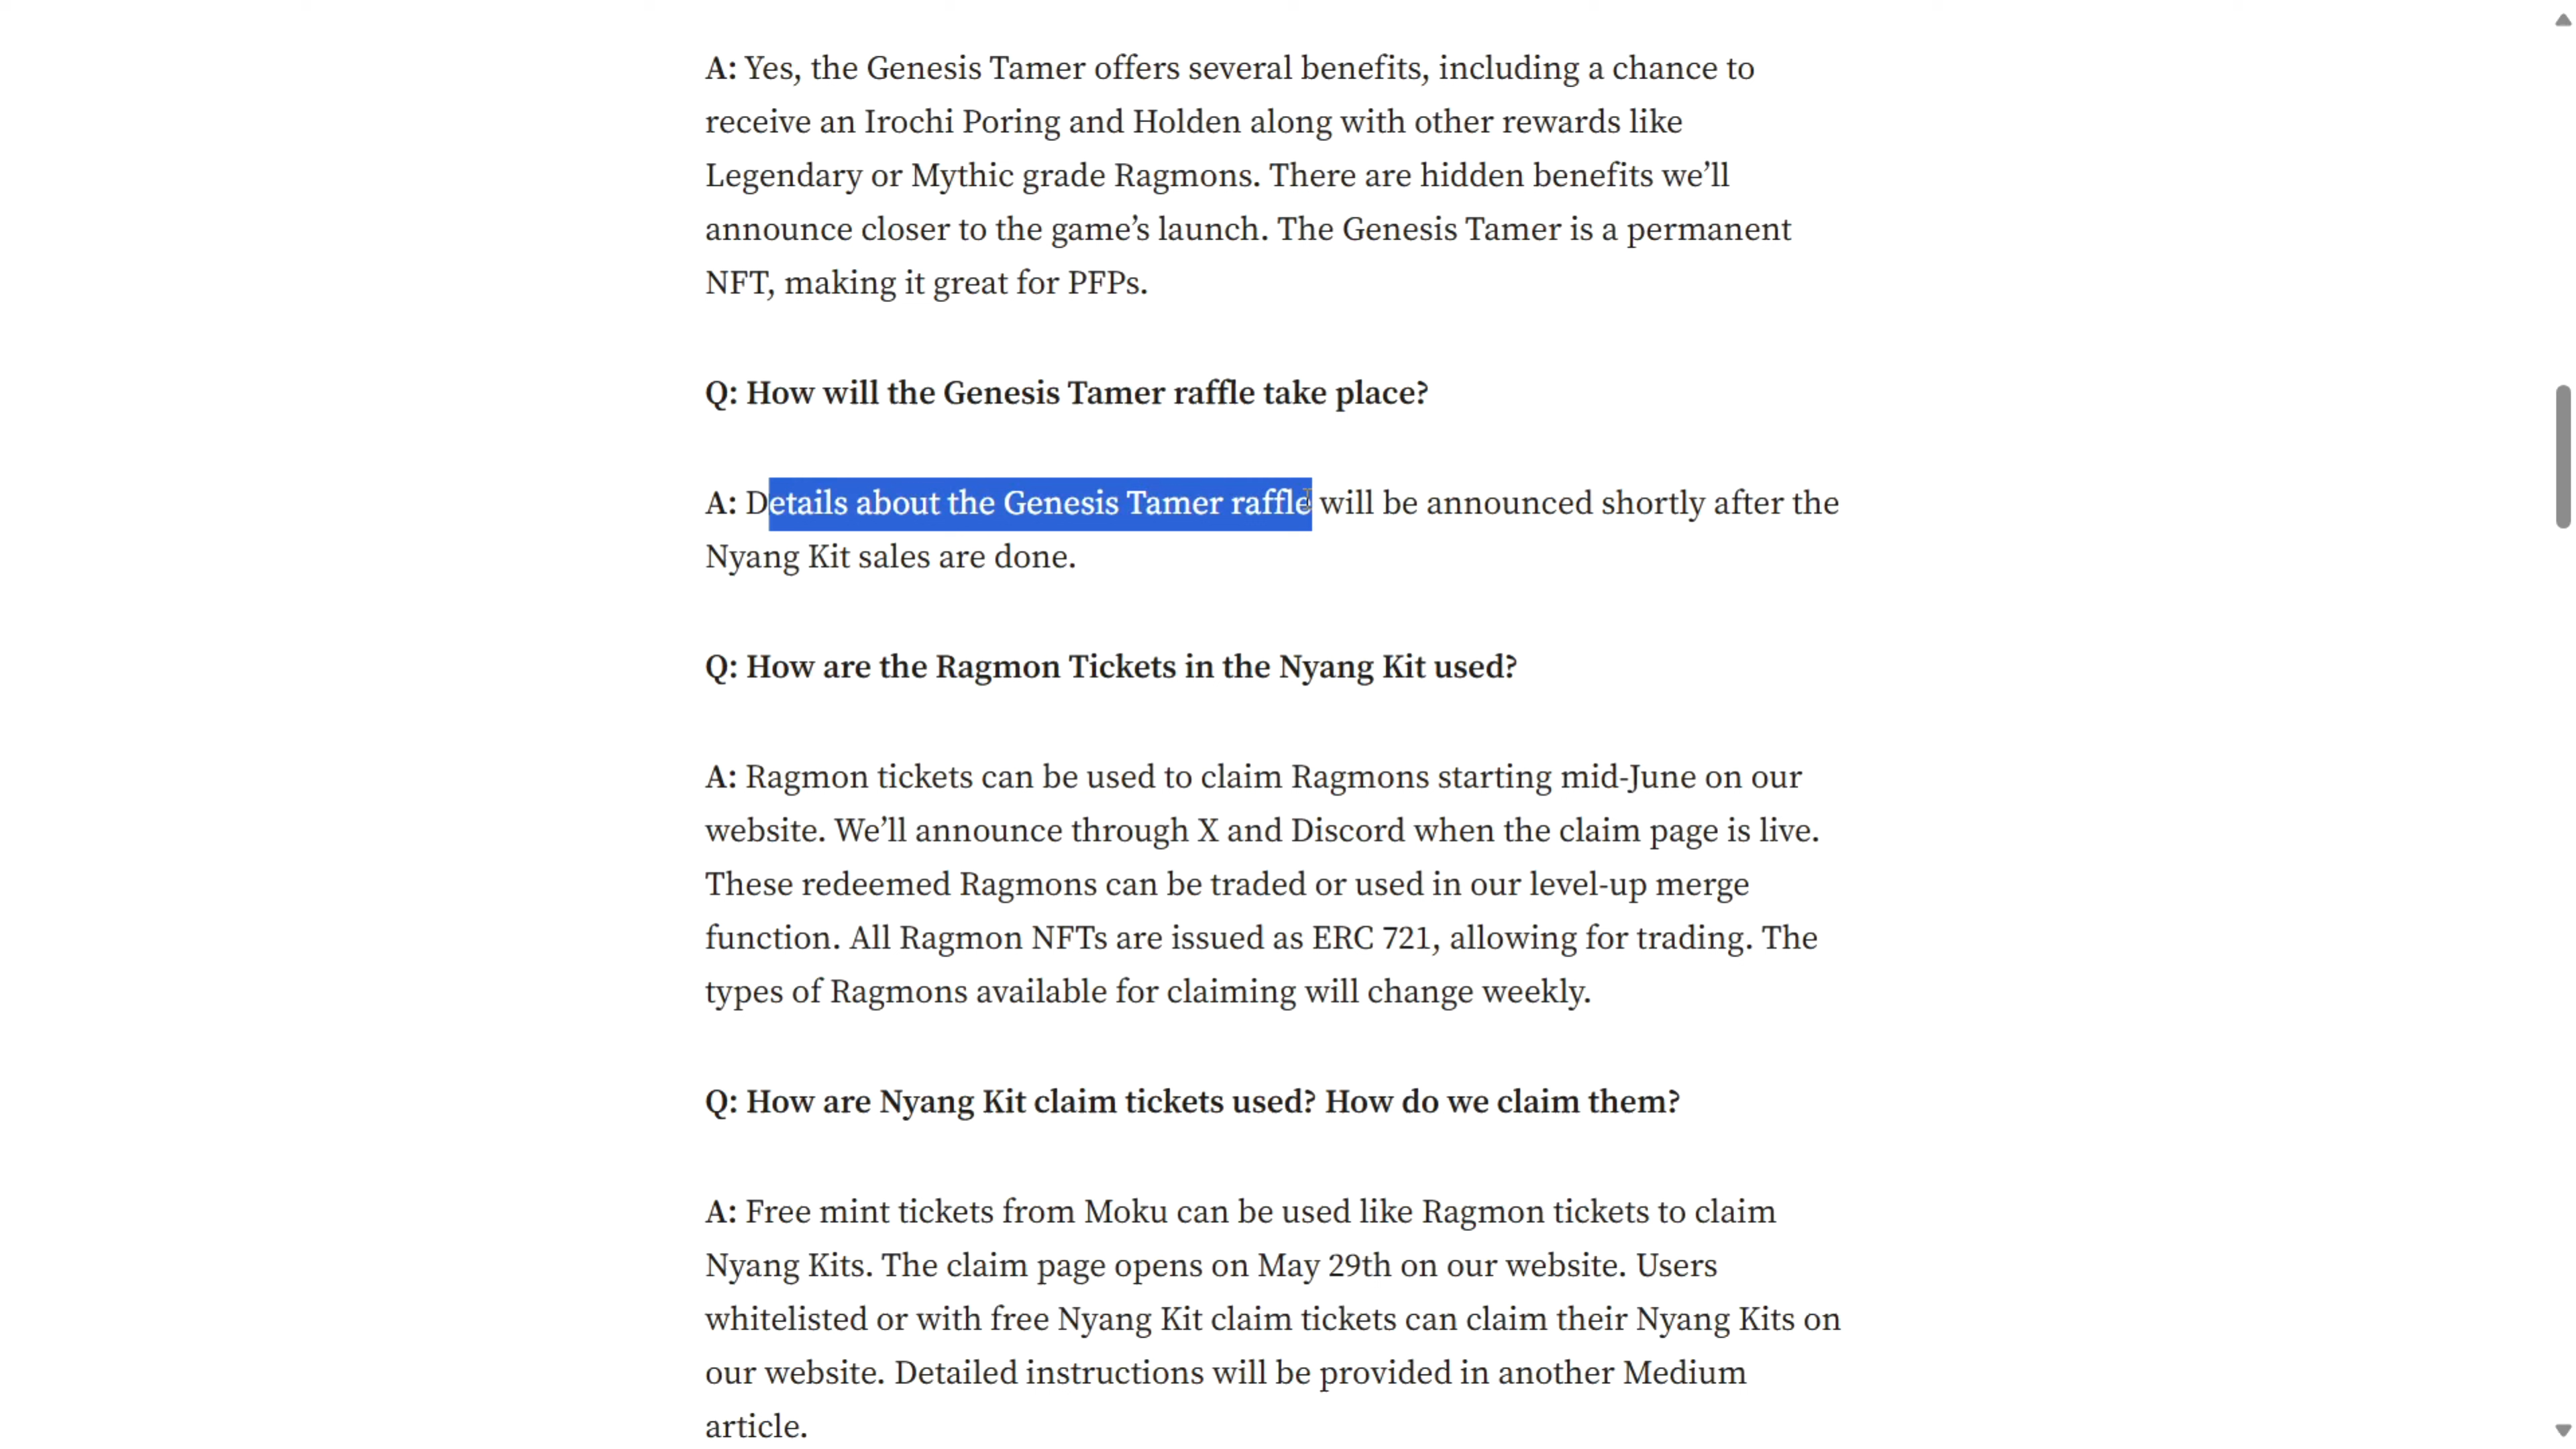 A: Yes, the Genesis Tamer offers several benefits, including a chance to
receive an Irochi Poring and Holden along with other rewards like
Legendary or Mythic grade Ragmons. There are hidden benefits we’ll
announce closer to the game’s launch. The Genesis Tamer is a permanent
NFT, making it great for PFPs.
Q: How will the Genesis Tamer raffle take place?
A: Details about the Genesis Tamer raffle will be announced shortly after the
Nyang Kit sales are done.
Q: How are the Ragmon Tickets in the Nyang Kit used?
A: Ragmon tickets can be used to claim Ragmons starting mid-June on our
website. We’ll announce through X and Discord when the claim page is live.
These redeemed Ragmons can be traded or used in our level-up merge
function. All Ragmon NFTs are issued as ERC 721, allowing for trading. The
types of Ragmons available for claiming will change weekly.
Q: How are Nyang Kit claim tickets used? How do we claim them?
A: Free mint tickets from Moku can be used like Ragmon tickets to claim
Nyang Kits. The claim page opens on May 29th on our website. Users
whitelisted or with free Nyang Kit claim tickets can claim their Nyang Kits on
our website. Detailed instructions will be provided in another Medium
article.